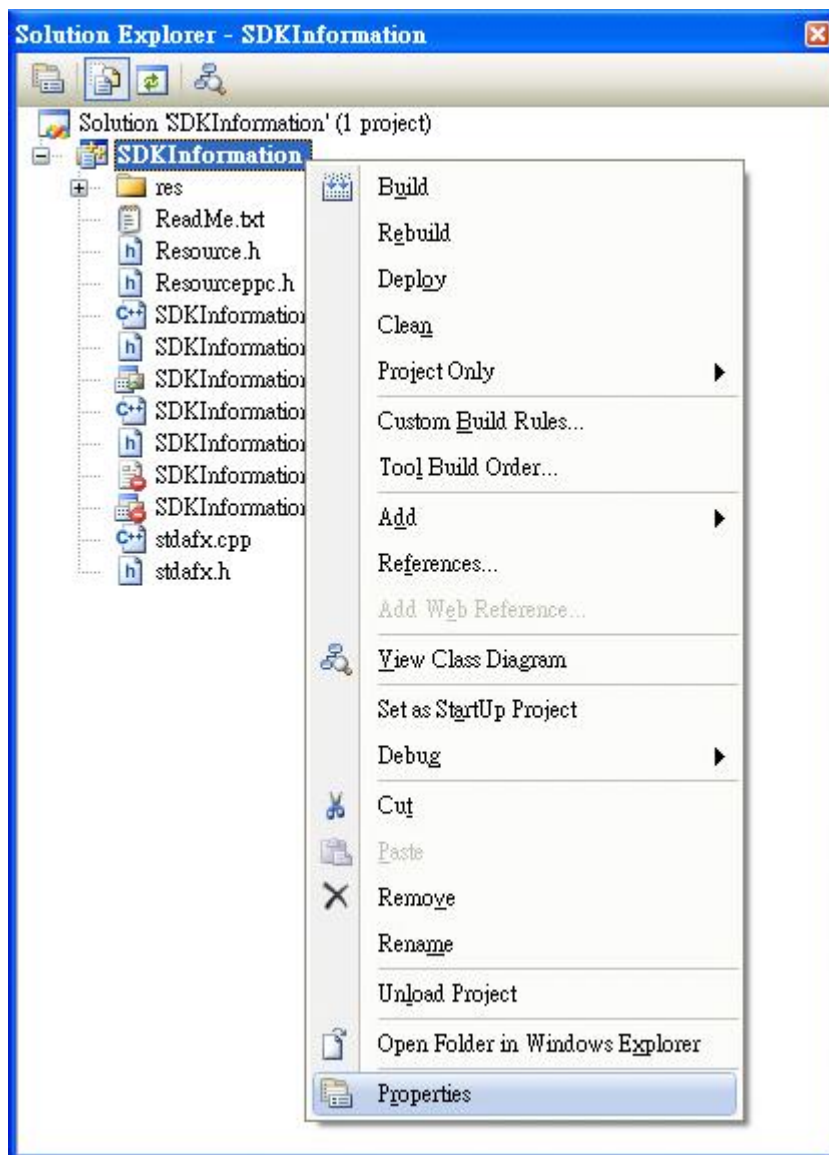 Solution Explorer - SDKInformation
Solution 'SDKInformation' (1 project)
SDKInformation
res
ReadMe.txt
Resource.h
Resourceppc.h
SDKInformation
SDKInformation
SDKInformation
SDKInformation
SDKInformation
SDKInformation
SDKInformation
stdafx.cpp
stdafx.h
Build
Rebuild
Deploy
Clean
Project Only
Custom Build Rules...
Tool Build Order...
Add
References...
Add Web Reference...
View Class Diagram
Set as StartUp Project
Debug
Cut
Paste
Remove
Rename
Unload Project
Open Folder in Windows Explorer
Properties